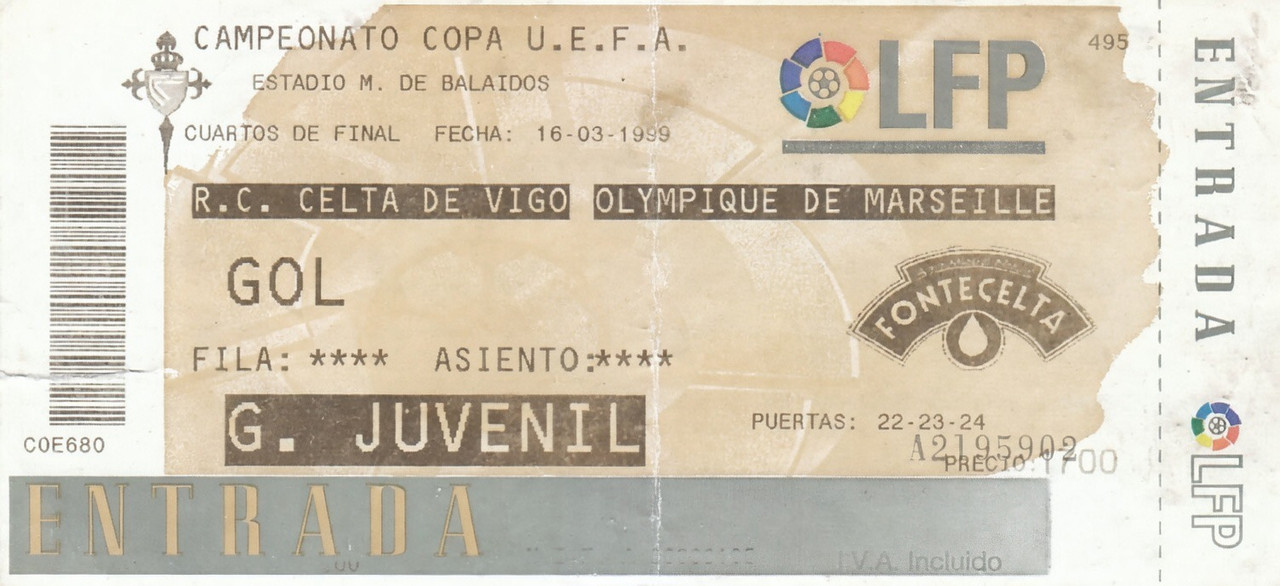 CAMPEONATO COPA U.E.F.A.
ESTADIO M. DE BALAIDOS
CUARTOS DE FINAL FECHA: 16-03-1999
LFP
495
R.C. CELTA DE VIGO OLYMPIQUE DE MARSEILLE
GOL
FONTECELTA
FILA: **** ASIENTO:****
G. JUVENIL
PUERTAS: 22-23-24
A2195902
PRECIO: 1700
COE680
ENTRADA
I.V.A. Incluido
ENTRADA
LFP